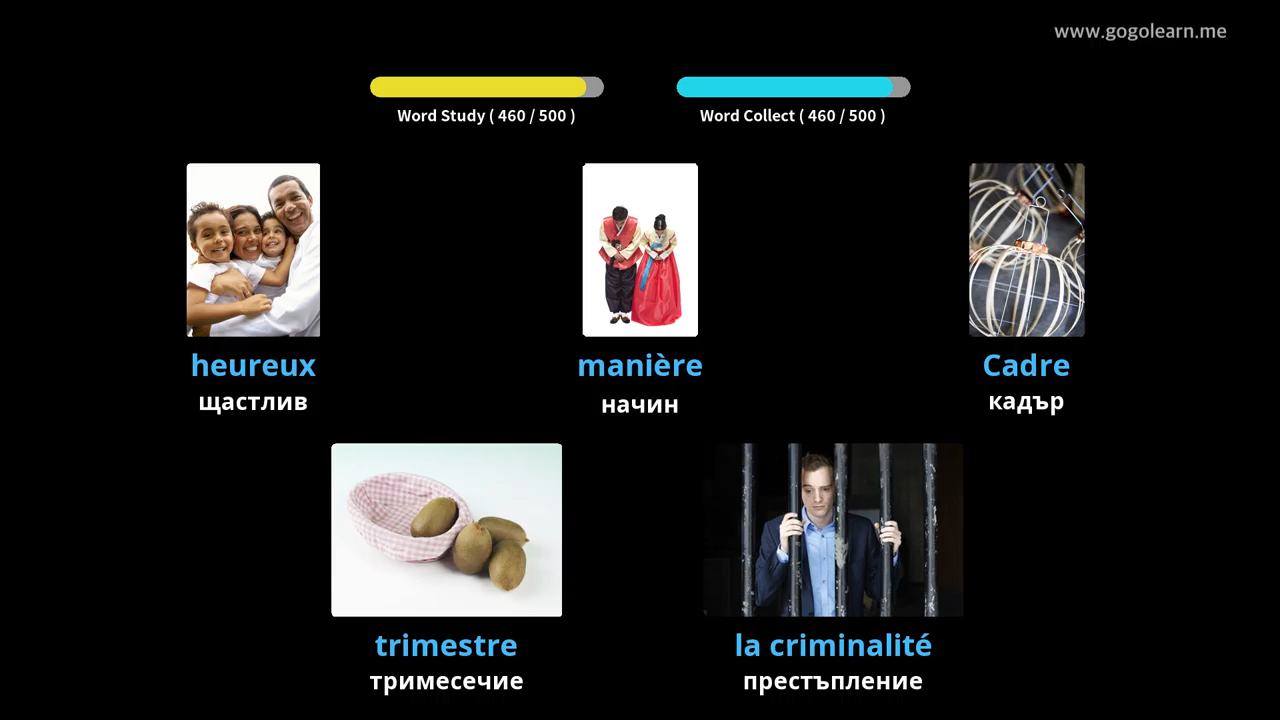 www.gogolearn.me
Word Study ( 460 / 500 )
Word Collect ( 460 / 500 )
heureux
щастлив
manière
начин
Cadre
кадър
trimestre
тримесечие
la criminalité
престъпление